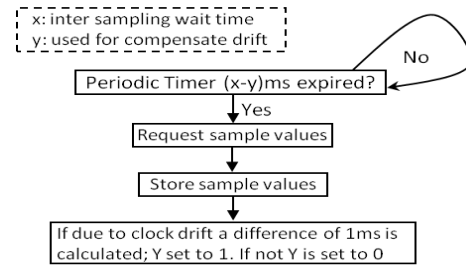 x: inter sampling wait time
y: used for compensate drift
No
Periodic Timer (x-y)ms expired?
Yes
Request sample values
Store sample values
If due to clock drift a difference of 1ms is
calculated; Y set to 1. If not Y is set to 0